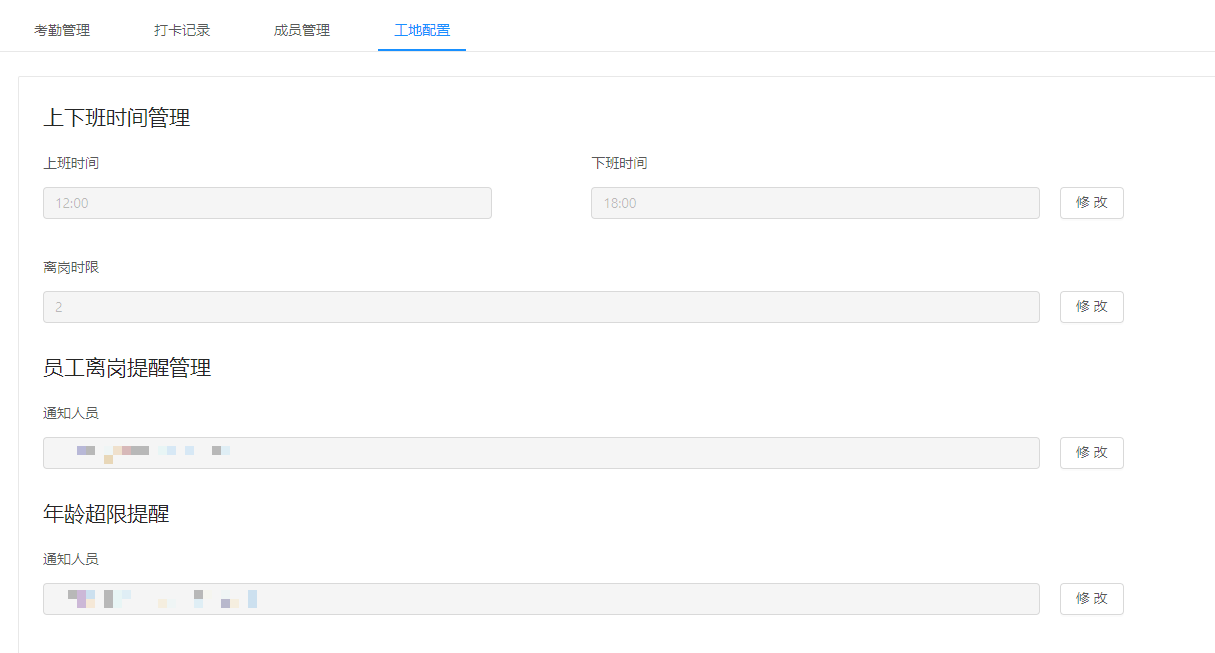 考勤管理 打卡记录 成员管理 工地配置
上下班时间管理
上班时间 下班时间
12:00 18:00 修 改
离岗时限
2 修 改
员工离岗提醒管理
通知人员
修 改
年龄超限提醒
通知人员
修 改